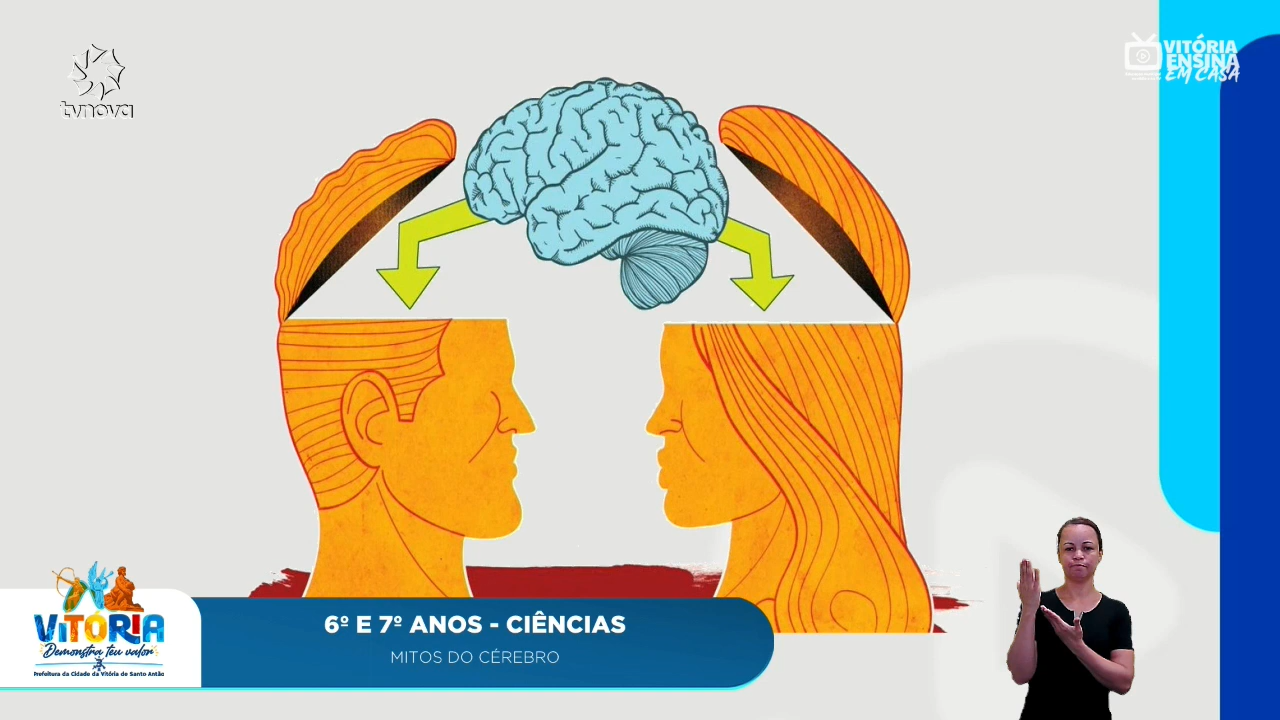 tvnova
VITÓRIA
ENSINA
EM CASA
6º E 7º ANOS - CIÊNCIAS
MITOS DO CÉREBRO
VITÓRIA
Demonstra teu valor
Prefeitura da Cidade da Vitória de Santo Antão